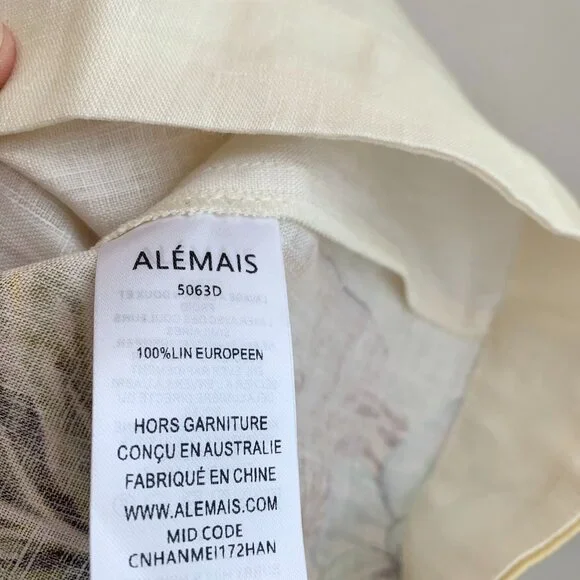 ALÉMAIS
5063D
100%LIN EUROPEEN
HORS GARNITURE
CONÇU EN AUSTRALIE
FABRIQUÉ EN CHINE
WWW.ALEMAIS.COM
MID CODE
CNHANMEI172HAN